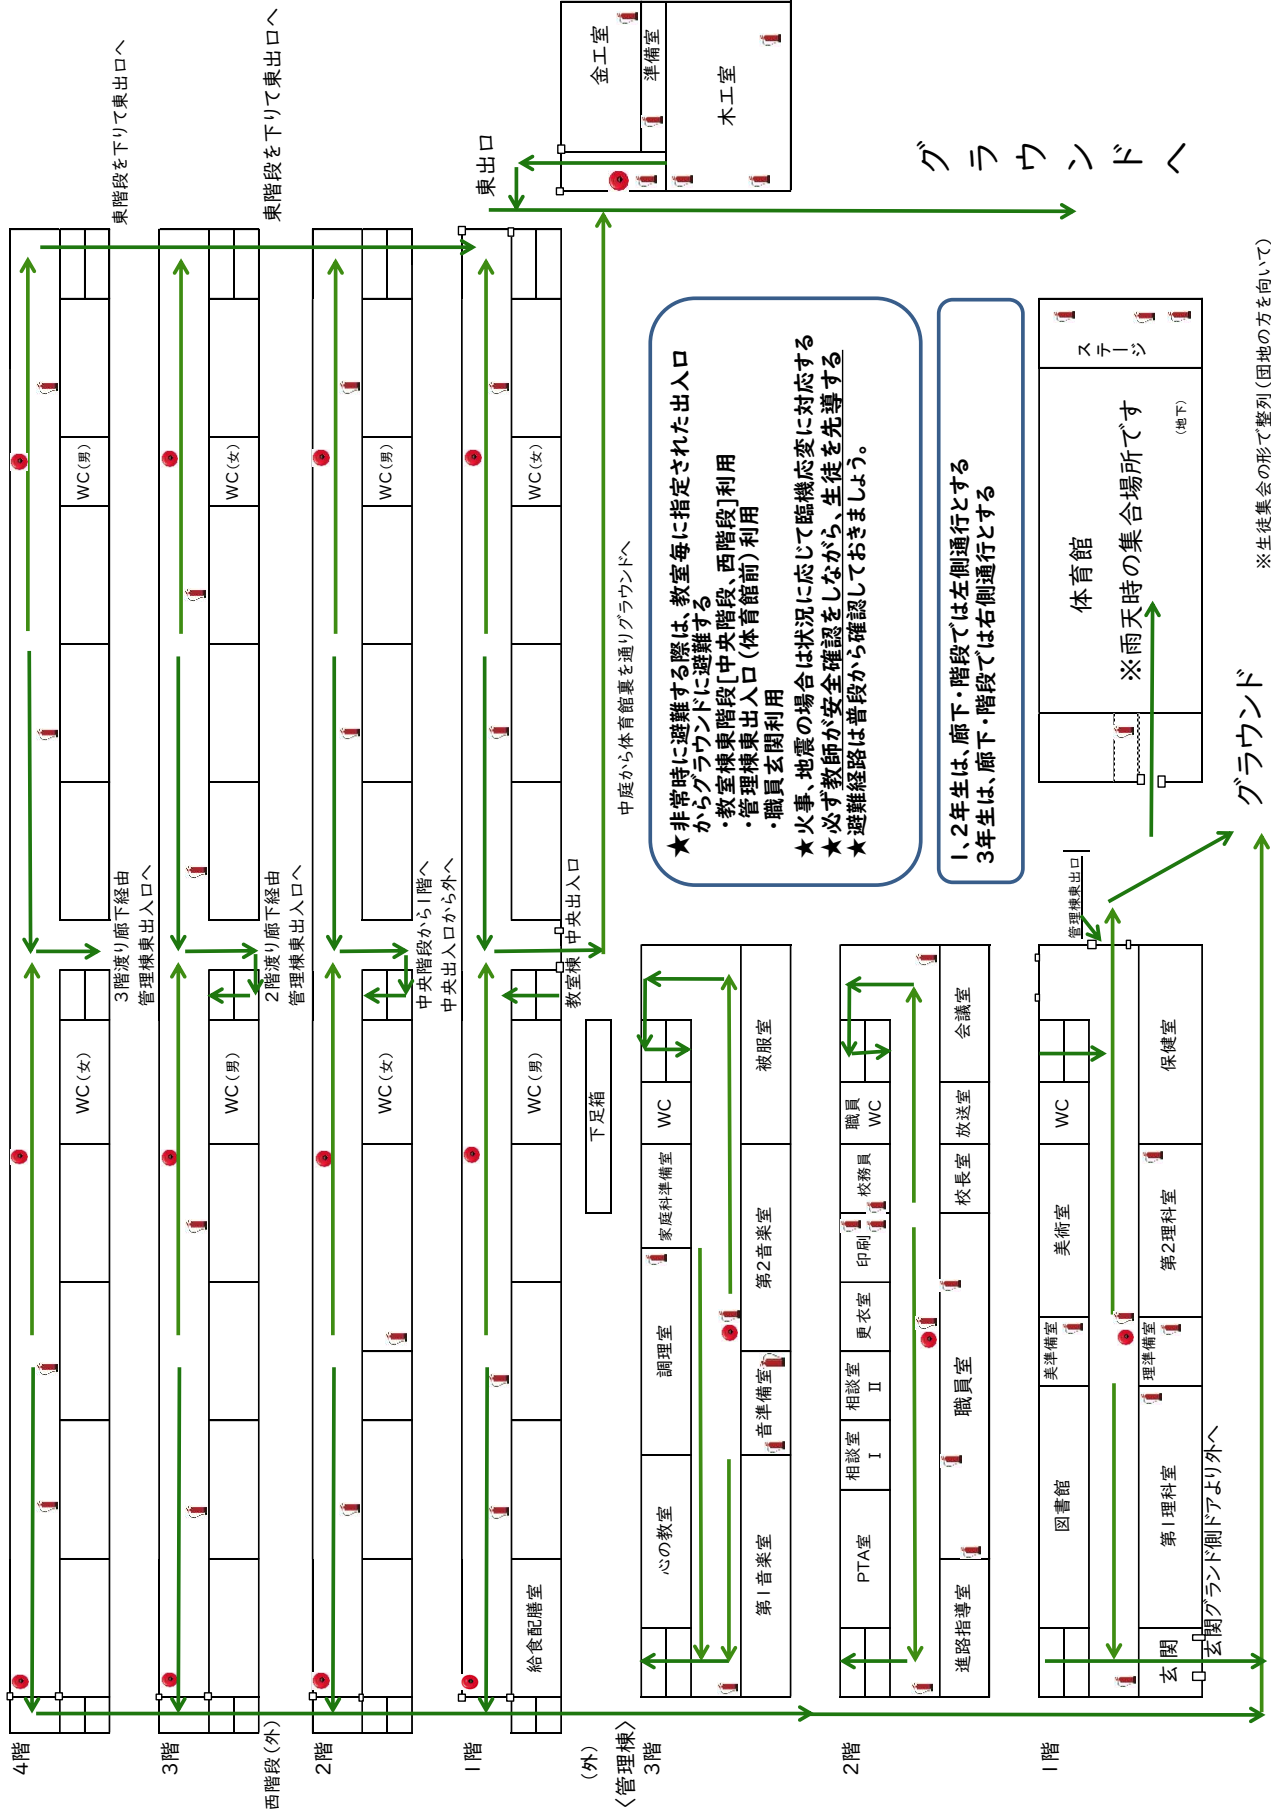 4階
WC（女）
WC（男）
3階渡り廊下経由
管理棟東出入口へ
東階段を下りて東出口へ
3階
WC（男）
WC（女）
西階段（外）
2階渡り廊下経由
管理棟東出入口へ
東階段を下りて東出口へ
2階
WC（女）
WC（男）
中央階段から1階へ
中央出入口から外へ
1階
給食配膳室
WC（男）
WC（女）
東出口
教室棟 中央出入口
下足箱
（外）
金工室
準備室
木工室
中庭から体育館裏を通りグラウンドへ
〈管理棟〉
3階
心の教室
調理室
家庭科準備室
WC
第1音楽室
音準備室
第2音楽室
被服室
★非常時に避難する際は、教室毎に指定された出入口
からグラウンドに避難する
・教室棟東階段[中央階段、西階段]利用
・管理棟東出入口（体育館前）利用
・職員玄関利用
★火事、地震の場合は状況に応じて臨機応変に対応する
★必ず教師が安全確認をしながら、生徒を先導する
★避難経路は普段から確認しておきましょう。
2階
PTA室
相談室
Ⅰ
相談室
Ⅱ
更衣室
印刷
校務員
職員
WC
進路指導室
職員室
校長室
放送室
会議室
1、2年生は、廊下・階段では左側通行とする
3年生は、廊下・階段では右側通行とする
グラウンドへ
1階
図書館
美準備室
美術室
WC
管理棟東出口
玄関
第1理科室
理準備室
第2理科室
保健室
玄関グランド側ドアより外へ
体育館
※雨天時の集合場所です
ステージ
（地下）
グラウンド
※生徒集会の形で整列（団地の方を向いて）